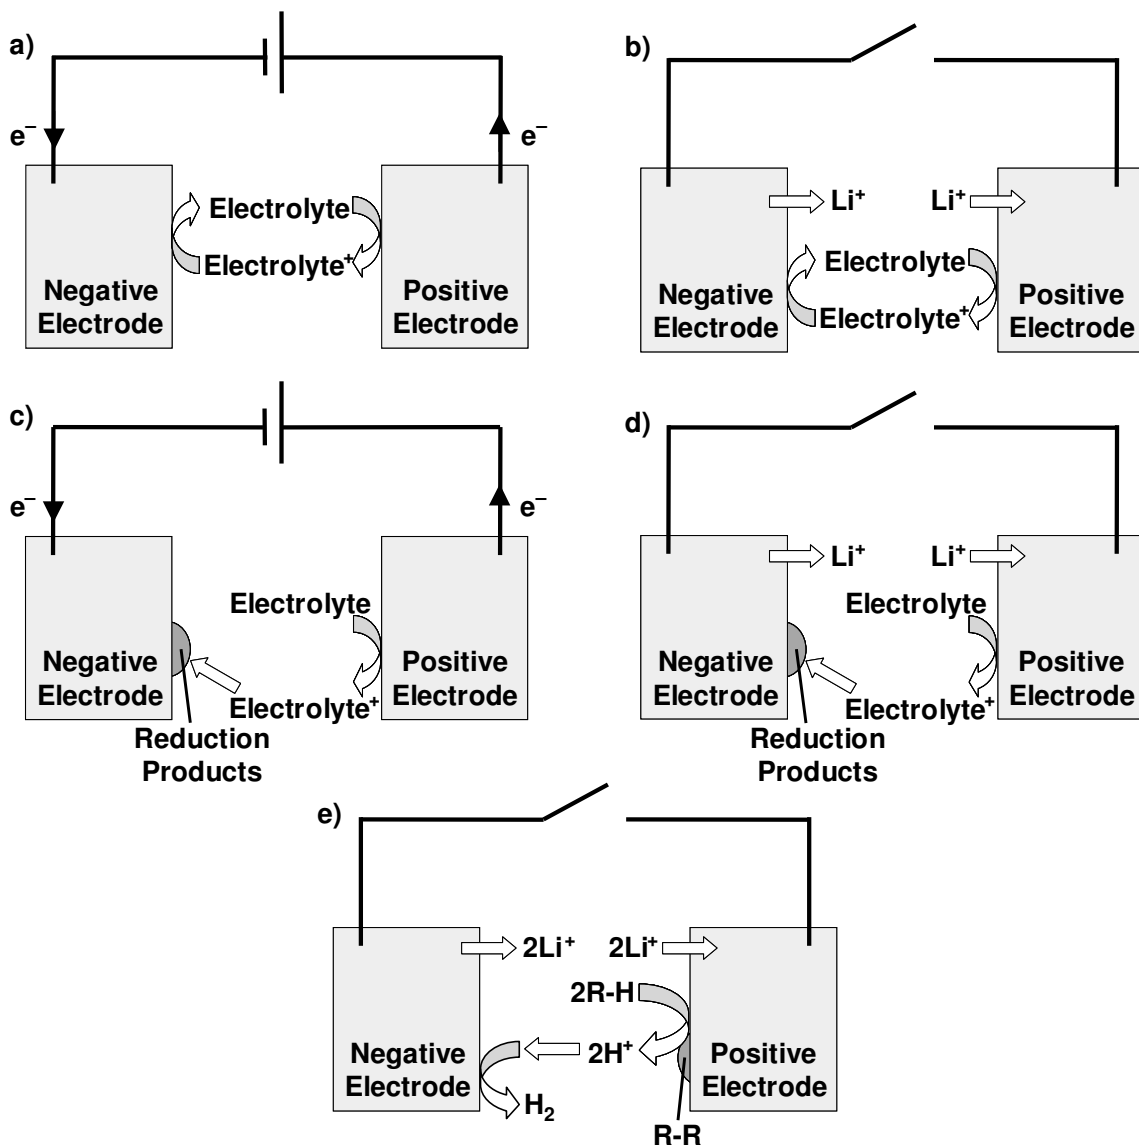 a)
e⁻
e⁻
Electrolyte
Electrolyte⁺
Negative
Electrode
Positive
Electrode
b)
Li⁺
Li⁺
Electrolyte
Electrolyte⁺
Negative
Electrode
Positive
Electrode
c)
e⁻
e⁻
Electrolyte
Electrolyte⁺
Negative
Electrode
Positive
Electrode
Reduction
Products
d)
Li⁺
Li⁺
Electrolyte
Electrolyte⁺
Negative
Electrode
Positive
Electrode
Reduction
Products
e)
2Li⁺
2Li⁺
2R-H
2H⁺
Negative
Electrode
Positive
Electrode
H₂
R-R